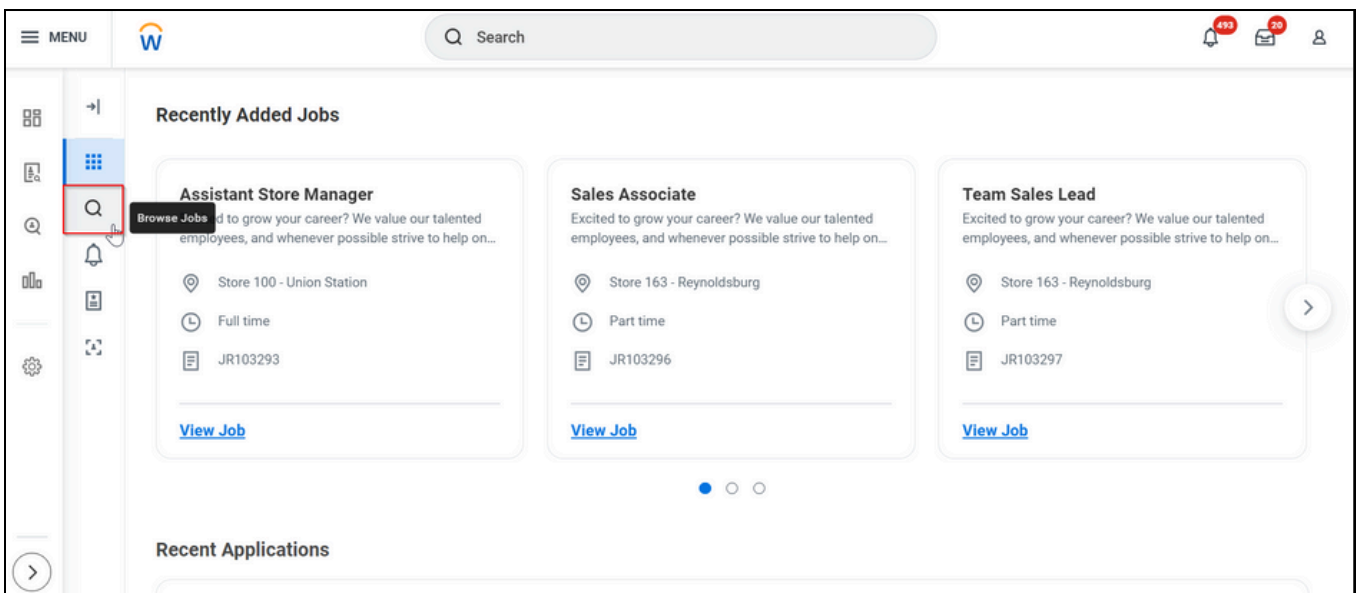 MENU
W
Search
493
20
Recently Added Jobs
Assistant Store Manager
d to grow your career? We value our talented
employees, and whenever possible strive to help on...
Store 100 - Union Station
Full time
JR103293
View Job
Browse Jobs
Sales Associate
Excited to grow your career? We value our talented
employees, and whenever possible strive to help on...
Store 163 - Reynoldsburg
Part time
JR103296
View Job
Team Sales Lead
Excited to grow your career? We value our talented
employees, and whenever possible strive to help on...
Store 163 - Reynoldsburg
Part time
JR103297
View Job
Recent Applications